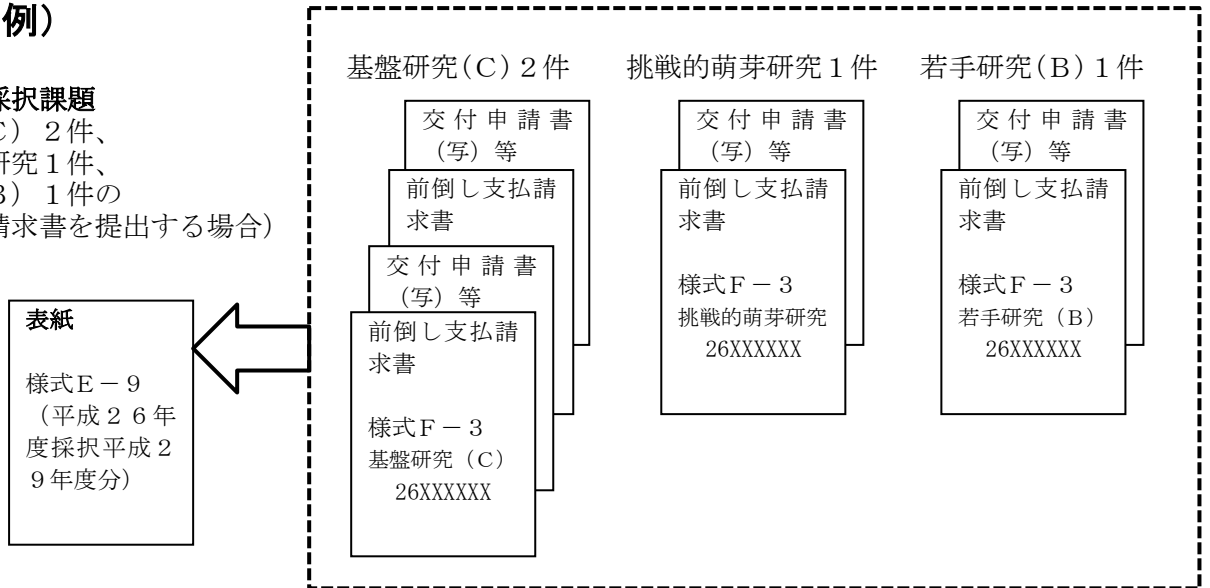 例)
採択課題
C) 2件、
研究1件、
B) 1件の
請求書を提出する場合)
表紙
様式E-9
(平成26年
度採択平成2
9年度分)
基盤研究(C)2件
交付申請書
(写)等
前倒し支払請
求書
交付申請書
(写)等
前倒し支払請
求書
様式F-3
基盤研究(C)
26XXXXXX
挑戦的萌芽研究1件
交付申請書
(写)等
前倒し支払請
求書
様式F-3
挑戦的萌芽研究
26XXXXXX
若手研究(B)1件
交付申請書
(写)等
前倒し支払請
求書
様式F-3
若手研究(B)
26XXXXXX